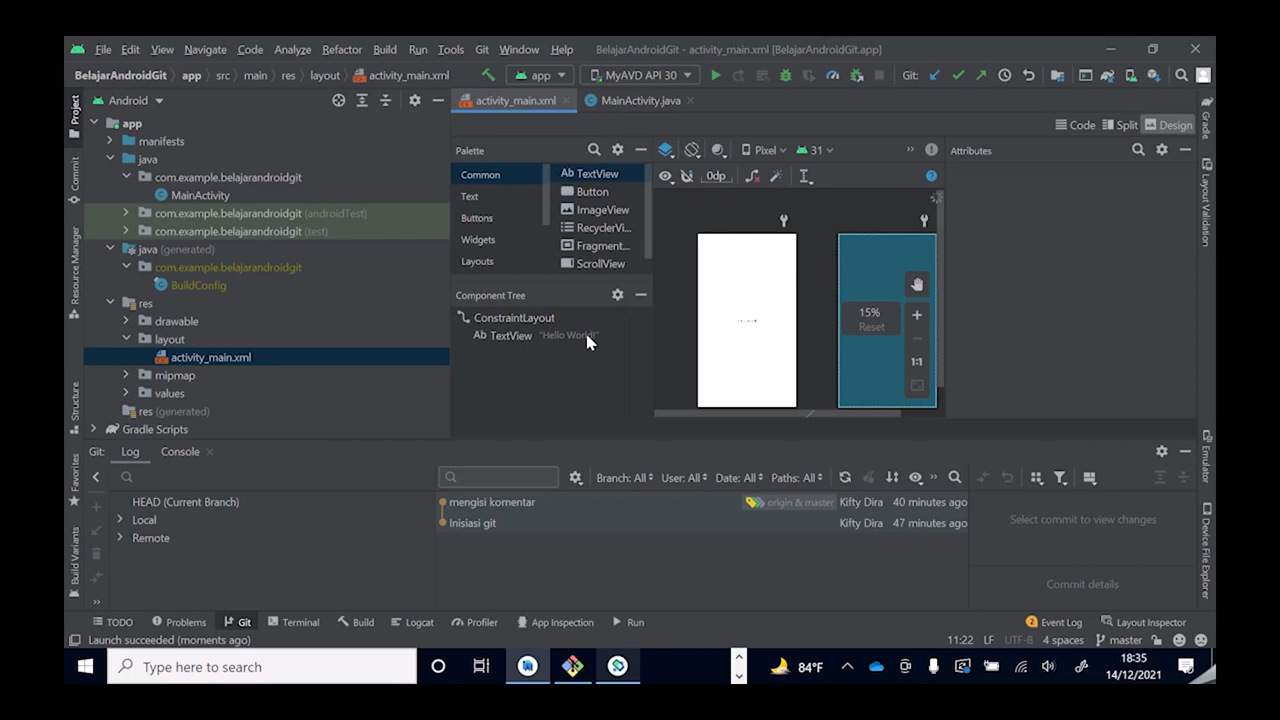 File Edit View Navigate Code Analyze Refactor Build Run Tools Git Window Help BelajarAndroidGit - activity_main.xml [BelajarAndroidGit.app]
BelajarAndroidGit app src main res layout activity_main.xml app MyAVD API 30 Git:
Project Android activity_main.xml MainActivity.java Gradle
app Code Split Design
manifests Palette Pixel 31 Attributes
java Common Ab TextView 0dp
com.example.belajarandroidgit Text Button
MainActivity Buttons ImageView
com.example.belajarandroidgit (androidTest) Widgets RecyclerVi...
com.example.belajarandroidgit (test) Layouts Fragment...
java (generated) ScrollView
com.example.belajarandroidgit Component Tree
BuildConfig ConstraintLayout
res Ab TextView "Hello World!"
drawable 15%
layout Reset
activity_main.xml 1:1
mipmap
values
res (generated)
Gradle Scripts
Commit
Resource Manager
Structure
Favorites
Build Variants
Layout Validation
Emulator
Device File Explorer
Git: Log Console
Branch: All User: All Date: All Paths: All
HEAD (Current Branch) mengisi komentar origin & master Kifty Dira 40 minutes ago
Local Inisiasi git Kifty Dira 47 minutes ago Select commit to view changes
Remote
Commit details
TODO Problems Git Terminal Build Logcat Profiler App Inspection Run 2 Event Log Layout Inspector
Launch succeeded (moments ago) 11:22 LF UTF-8 4 spaces master
Type here to search 84°F 18:35
14/12/2021